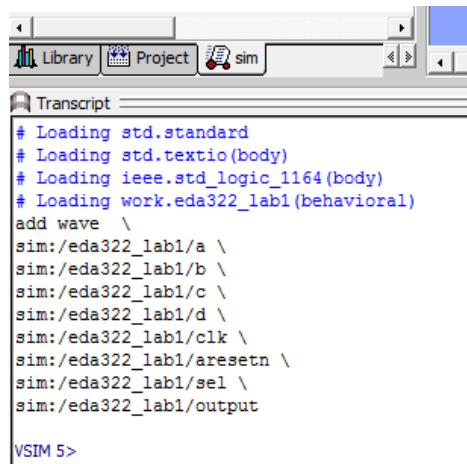 Library Project sim
Transcript
# Loading std.standard
# Loading std.textio(body)
# Loading ieee.std_logic_1164(body)
# Loading work.eda322_lab1(behavioral)
add wave  \
sim:/eda322_lab1/a \
sim:/eda322_lab1/b \
sim:/eda322_lab1/c \
sim:/eda322_lab1/d \
sim:/eda322_lab1/clk \
sim:/eda322_lab1/aresetn \
sim:/eda322_lab1/sel \
sim:/eda322_lab1/output
VSIM 5>